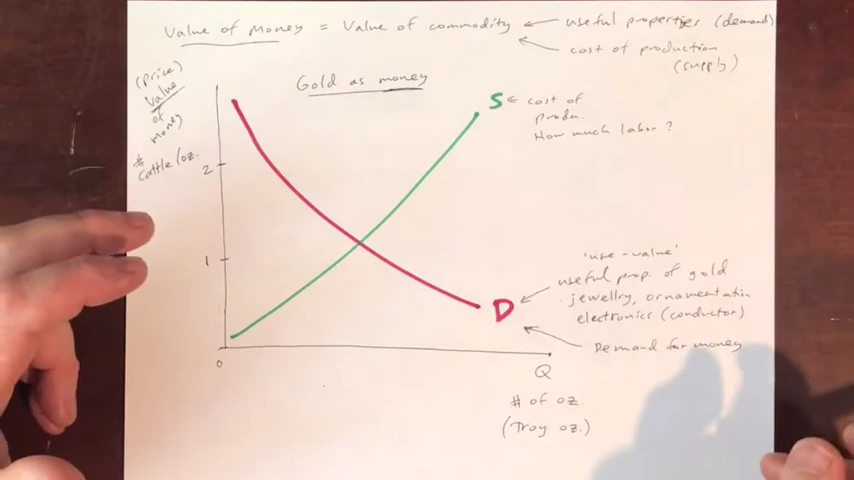 Value of money = Value of commodity ← useful properties (demand)
cost of production
(supply)
(price)
Value
of
money
# cattle/oz.
Gold as money
S ← cost of
produ.
How much labor?
2
1
0
'use-value'
useful prop. of gold
jewellry, ornamentation
electronics (conductor)
D
Demand for money
Q
# of oz.
(Troy oz.)